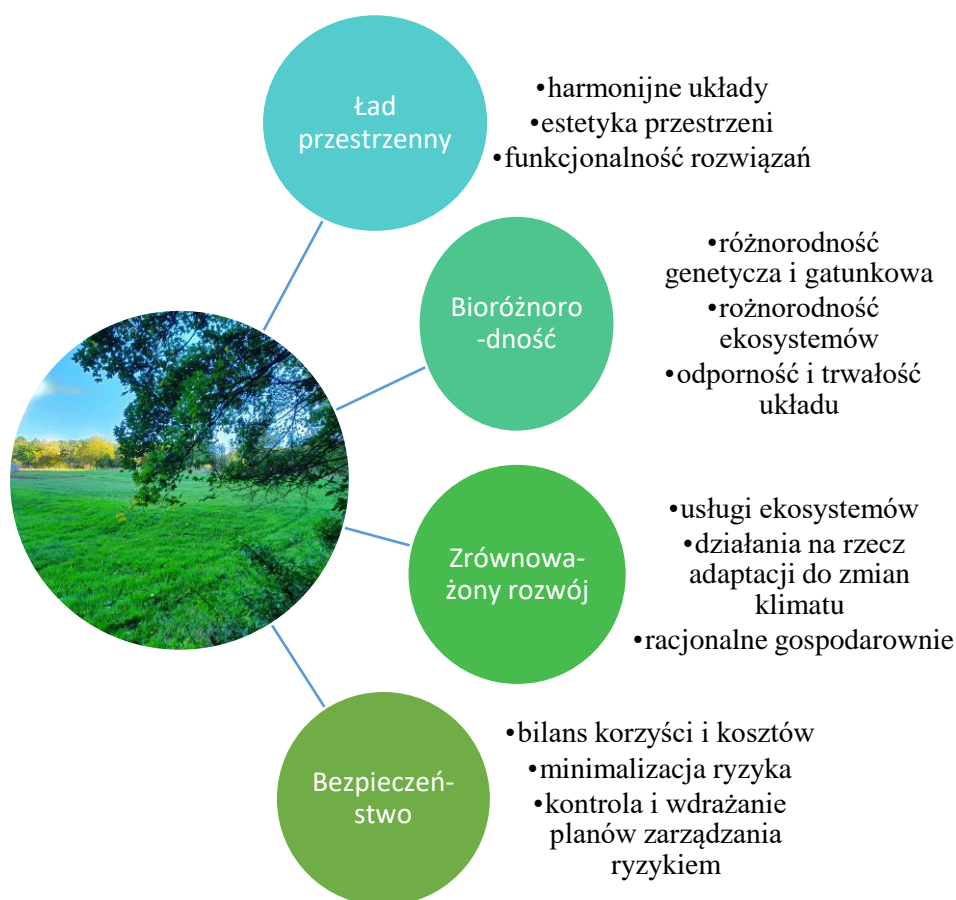 Ład
przestrzenny
•harmonijne układy
•estetyka przestrzeni
•funkcjonalność rozwiązań
Bioróżnoro
-dność
•różnorodność
genetycza i gatunkowa
•rożnorodność
ekosystemów
•odporność i trwałość
układu
Zrównowa-
żony rozwój
•usługi ekosystemów
•działania na rzecz
adaptacji do zmian
klimatu
•racjonalne gospodarownie
Bezpieczeń-
stwo
•bilans korzyści i kosztów
•minimalizacja ryzyka
•kontrola i wdrażanie
planów zarządzania
ryzykiem